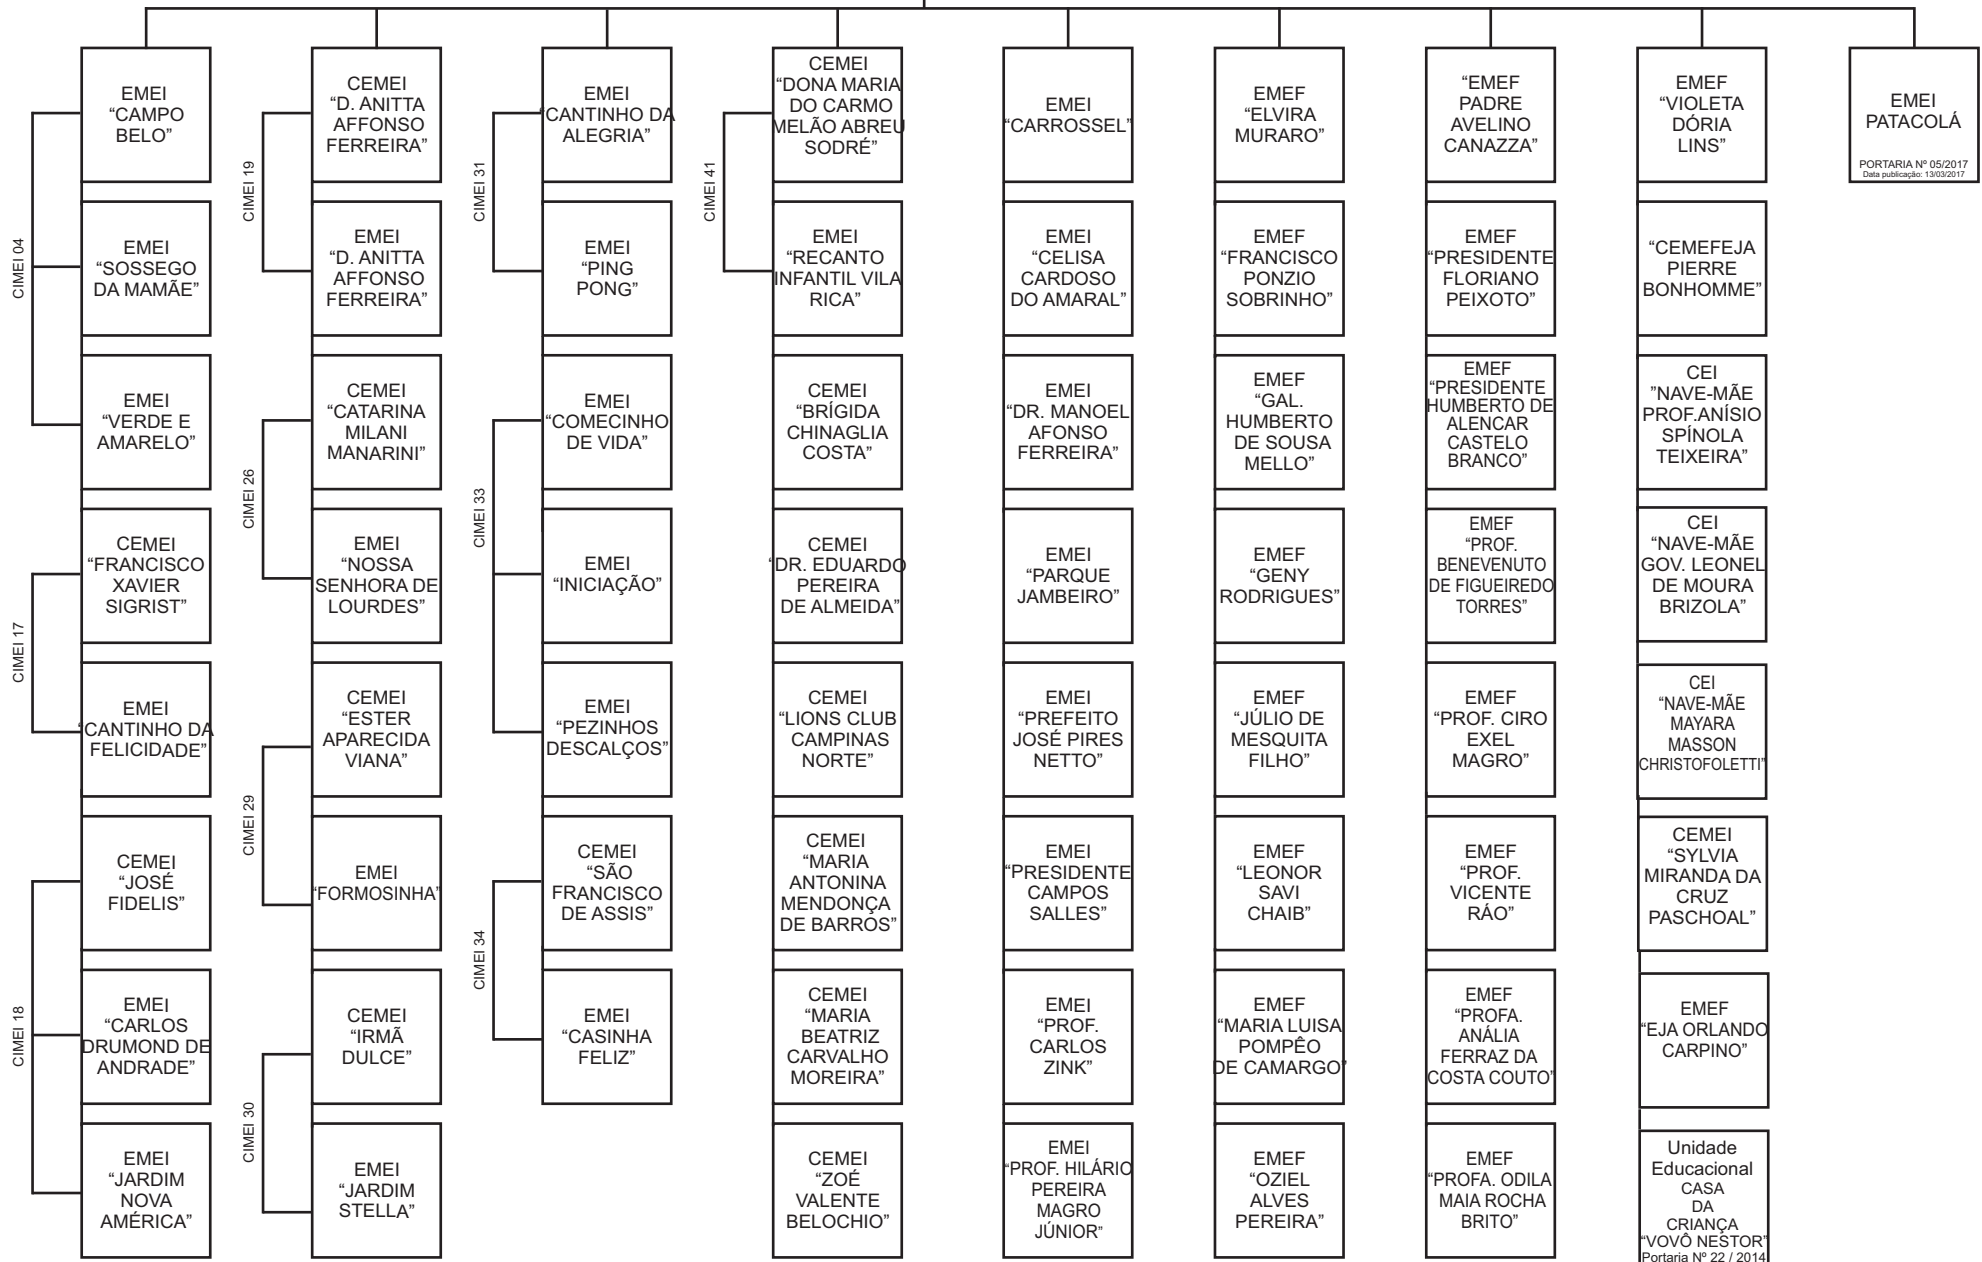 CIMEI 04
EMEI
“CAMPO
BELO”
EMEI
“SOSSEGO
DA MAMÃE”
EMEI
“VERDE E
AMARELO”
CIMEI 17
CEMEI
“FRANCISCO
XAVIER
SIGRIST”
EMEI
“CANTINHO DA
FELICIDADE”
CIMEI 18
CEMEI
“JOSÉ
FIDELIS”
EMEI
“CARLOS
DRUMOND DE
ANDRADE”
EMEI
“JARDIM
NOVA
AMÉRICA”
CIMEI 19
CEMEI
“D. ANITTA
AFFONSO
FERREIRA”
EMEI
“D. ANITTA
AFFONSO
FERREIRA”
CIMEI 26
CEMEI
“CATARINA
MILANI
MANARINI”
EMEI
“NOSSA
SENHORA DE
LOURDES”
CIMEI 29
CEMEI
“ESTER
APARECIDA
VIANA”
EMEI
“FORMOSINHA”
CIMEI 30
CEMEI
“IRMÃ
DULCE”
EMEI
“JARDIM
STELLA”
CIMEI 31
EMEI
“CANTINHO DA
ALEGRIA”
EMEI
“PING
PONG”
CIMEI 33
EMEI
“COMECINHO
DE VIDA”
EMEI
“INICIAÇÃO”
EMEI
“PEZINHOS
DESCALÇOS”
CIMEI 34
CEMEI
“SÃO
FRANCISCO
DE ASSIS”
EMEI
“CASINHA
FELIZ”
CIMEI 41
CEMEI
“DONA MARIA
DO CARMO
MELÃO ABREU
SODRÉ”
EMEI
“RECANTO
INFANTIL VILA
RICA”
CEMEI
“BRÍGIDA
CHINAGLIA
COSTA”
CEMEI
“DR. EDUARDO
PEREIRA
DE ALMEIDA”
CEMEI
“LIONS CLUB
CAMPINAS
NORTE”
CEMEI
“MARIA
ANTONINA
MENDONÇA
DE BARROS”
CEMEI
“MARIA
BEATRIZ
CARVALHO
MOREIRA”
CEMEI
“ZOÉ
VALENTE
BELOCHIO”
EMEI
“CARROSSEL”
EMEI
“CELISA
CARDOSO
DO AMARAL”
EMEI
“DR. MANOEL
AFONSO
FERREIRA”
EMEI
“PARQUE
JAMBEIRO”
EMEI
“PREFEITO
JOSÉ PIRES
NETTO”
EMEI
“PRESIDENTE
CAMPOS
SALLES”
EMEI
“PROF.
CARLOS
ZINK”
EMEI
“PROF. HILÁRIO
PEREIRA
MAGRO
JÚNIOR”
EMEF
“ELVIRA
MURARO”
EMEF
“FRANCISCO
PONZIO
SOBRINHO”
EMEF
“GAL.
HUMBERTO
DE SOUSA
MELLO”
EMEF
“GENY
RODRIGUES”
EMEF
“JÚLIO DE
MESQUITA
FILHO”
EMEF
“LEONOR
SAVI
CHAIB”
EMEF
“MARIA LUISA
POMPÊO
DE CAMARGO”
EMEF
“OZIEL
ALVES
PEREIRA”
“EMEF
PADRE
AVELINO
CANAZZA”
EMEF
“PRESIDENTE
FLORIANO
PEIXOTO”
EMEF
“PRESIDENTE
HUMBERTO DE
ALENCAR
CASTELO
BRANCO”
EMEF
“PROF.
BENEVENUTO
DE FIGUEIREDO
TORRES”
EMEF
“PROF. CIRO
EXEL
MAGRO”
EMEF
“PROF.
VICENTE
RÁO”
EMEF
“PROFA.
ANÁLIA
FERRAZ DA
COSTA COUTO”
EMEF
“PROFA. ODILA
MAIA ROCHA
BRITO”
EMEF
“VIOLETA
DÓRIA
LINS”
“CEMEFEJA
PIERRE
BONHOMME”
CEI
”NAVE-MÃE
PROF.ANÍSIO
SPÍNOLA
TEIXEIRA”
CEI
“NAVE-MÃE
GOV. LEONEL
DE MOURA
BRIZOLA”
CEI
“NAVE-MÃE
MAYARA
MASSON
CHRISTOFOLETTI”
CEMEI
“SYLVIA
MIRANDA DA
CRUZ
PASCHOAL”
EMEF
“EJA ORLANDO
CARPINO”
Unidade
Educacional
CASA
DA
CRIANÇA
“VOVÔ NESTOR”
Portaria Nº 22 / 2014
EMEI
PATACOLÁ
PORTARIA Nº 05/2017
Data publicação: 13/03/2017